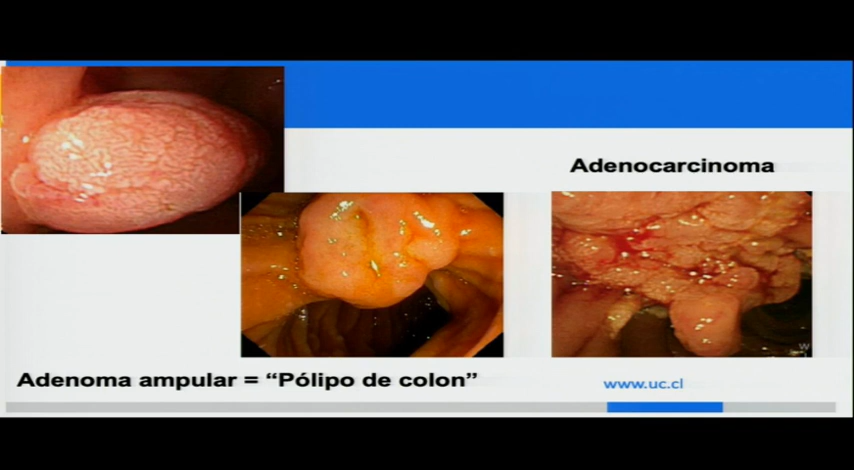 Adenocarcinoma
Adenoma ampular = “Pólipo de colon”
www.uc.cl